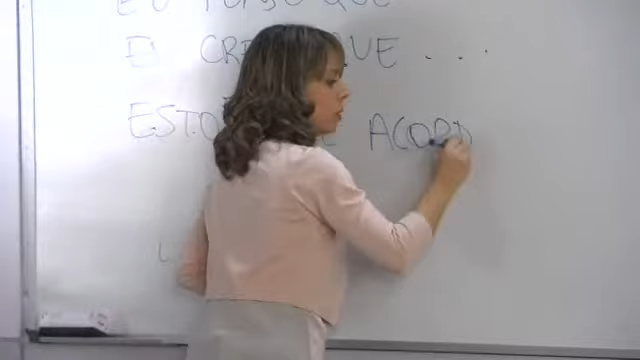 EU PENSO QUE
EU CREIO QUE ....
ESTOU DE ACORD